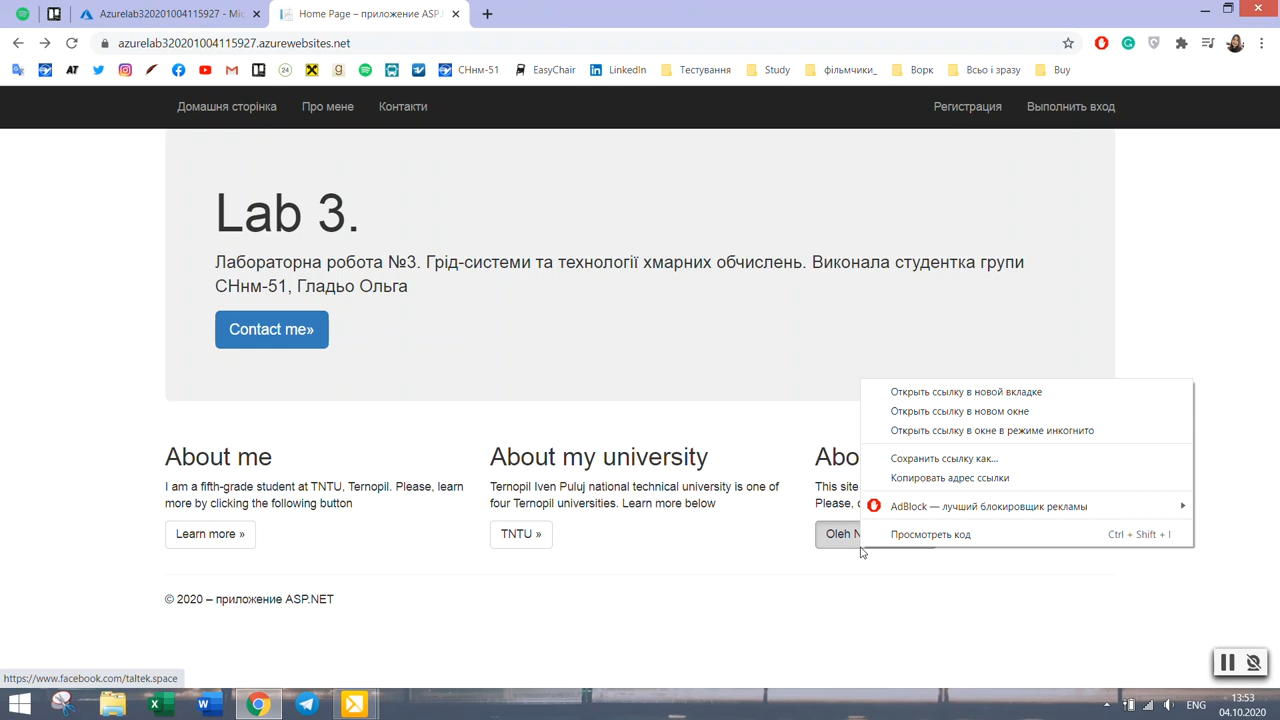 Azurelab320201004115927 - Mic
Home Page – приложение ASP.
azurelab320201004115927.azurewebsites.net
AT
24
СНнм-51
EasyChair
LinkedIn
Тестування
Study
фільмчики_
Ворк
Всьо і зразу
Buy
Домашня сторінка
Про мене
Контакти
Регистрация
Выполнить вход
Lab 3.
Лабораторна робота №3. Грід-системи та технології хмарних обчислень. Виконала студентка групи
СНнм-51, Гладьо Ольга
Contact me»
About me
I am a fifth-grade student at TNTU, Ternopil. Please, learn
more by clicking the following button
Learn more »
About my university
Ternopil Iven Puluj national technical university is one of
four Ternopil universities. Learn more below
TNTU »
Abo
This site
Please, c
Oleh N
Открыть ссылку в новой вкладке
Открыть ссылку в новом окне
Открыть ссылку в окне в режиме инкогнито
Сохранить ссылку как...
Копировать адрес ссылки
AdBlock — лучший блокировщик рекламы
Просмотреть код
Ctrl + Shift + I
© 2020 – приложение ASP.NET
https://www.facebook.com/taltek.space
ENG
13:53
04.10.2020